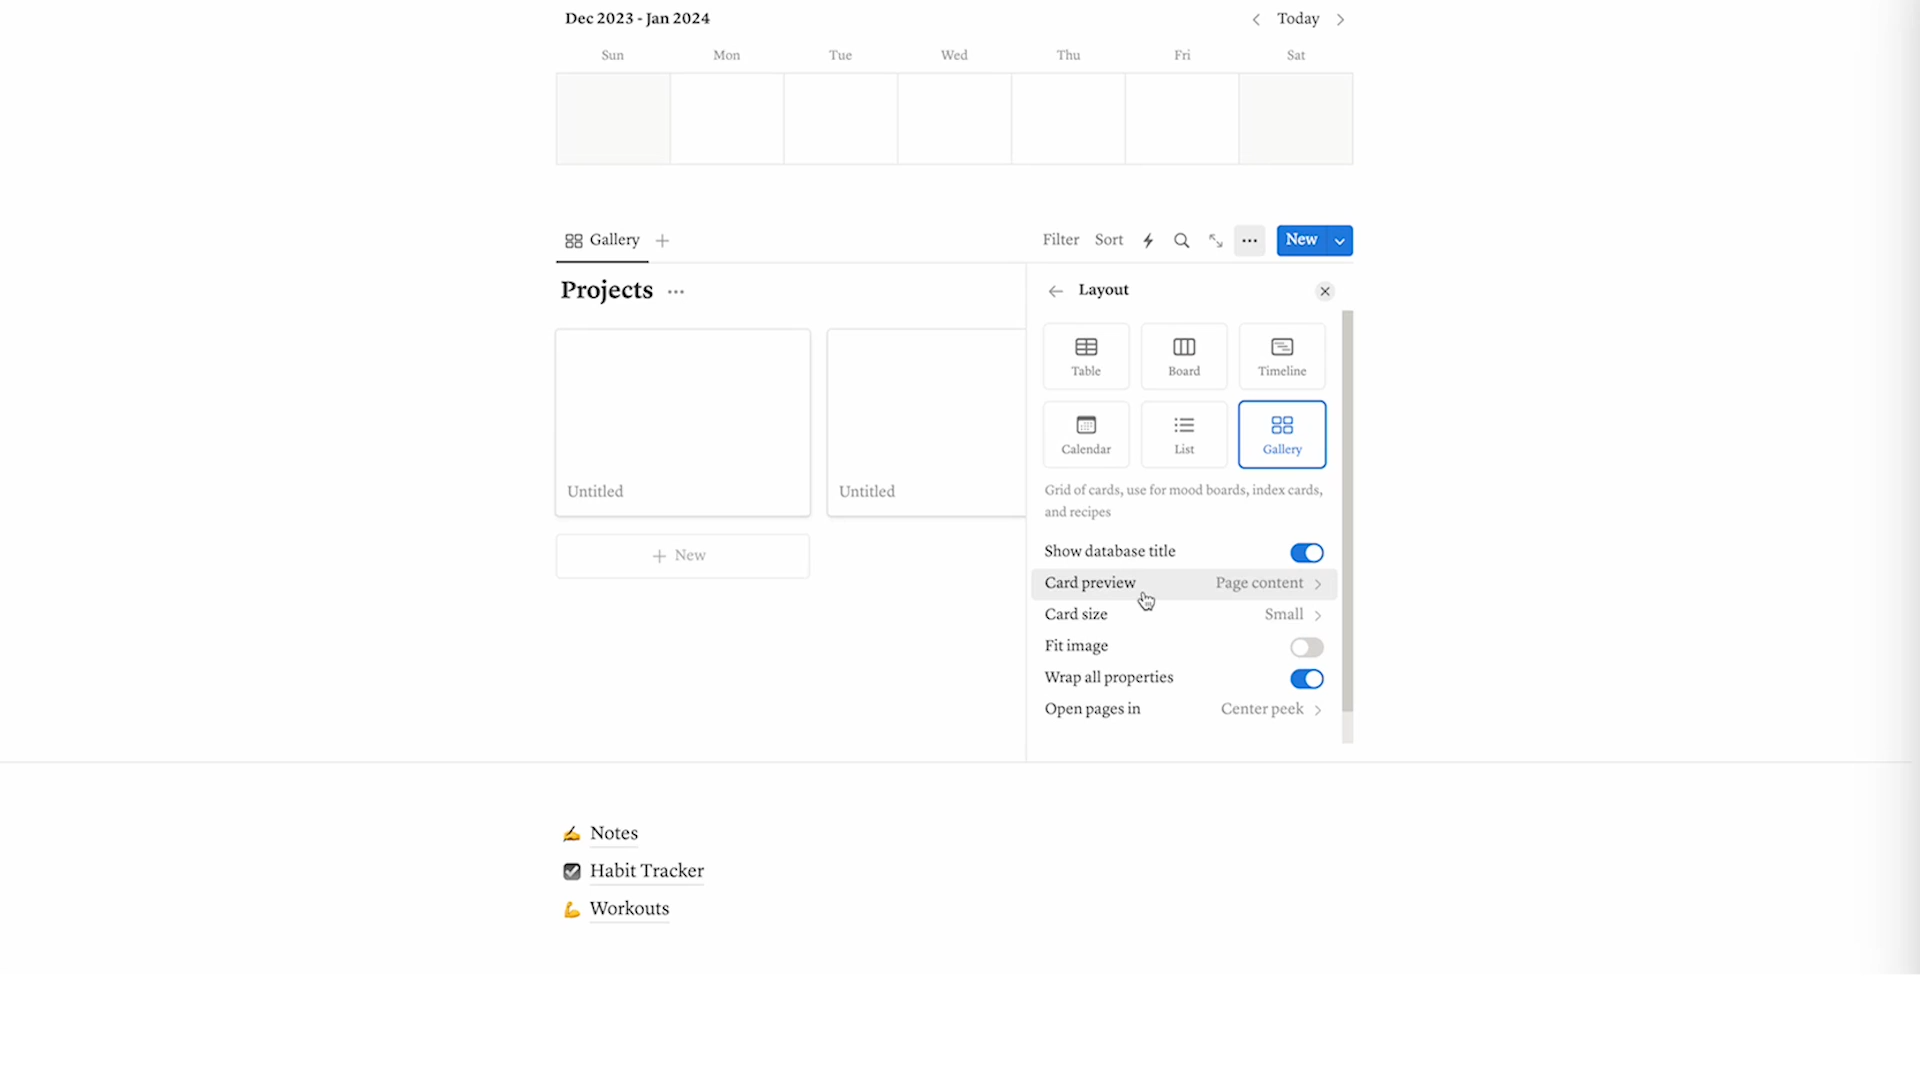 Dec 2023 - Jan 2024
Today
Sun Mon Tue Wed Thu Fri Sat
Gallery
Filter Sort New
Projects
Layout
Table Board Timeline
Calendar List Gallery
Grid of cards, use for mood boards, index cards,
and recipes
Untitled Untitled
New
Show database title
Card preview Page content
Card size Small
Fit image
Wrap all properties
Open pages in Center peek
Notes
Habit Tracker
Workouts